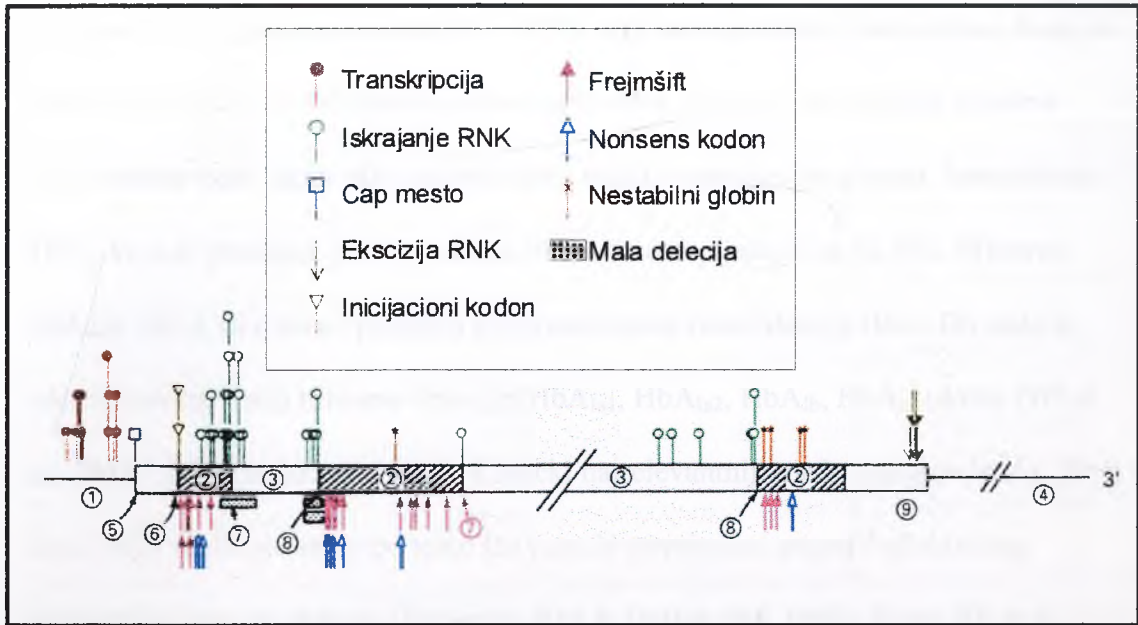 Transkripcija
Frejmšift
Iskrajanje RNK
Nonsens kodon
Cap mesto
Nestabilni globin
Ekscizija RNK
Mala delecija
Inicijacioni kodon
① ② ③ ② ③ ② ④ 3'
⑤ ⑥ ⑦ ⑧ ⑦ ⑧ ⑨